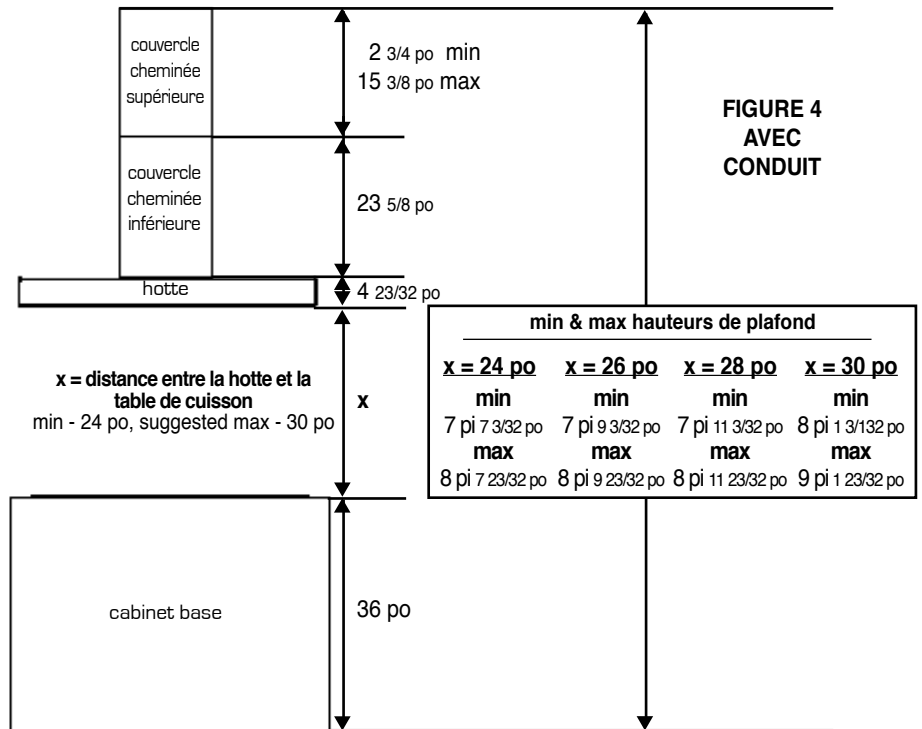 couvercle
cheminée
supérieure
2 3/4 po min
15 3/8 po max
FIGURE 4
AVEC
CONDUIT
couvercle
cheminée
inférieure
23 5/8 po
hotte
4 23/32 po
x = distance entre la hotte et la
table de cuisson
min - 24 po, suggested max - 30 po
x
min & max hauteurs de plafond
x = 24 po x = 26 po x = 28 po x = 30 po
min min min min
7 pi 7 3/32 po 7 pi 9 3/32 po 7 pi 11 3/32 po 8 pi 1 3/132 po
max max max max
8 pi 7 23/32 po 8 pi 9 23/32 po 8 pi 11 23/32 po 9 pi 1 23/32 po
cabinet base
36 po